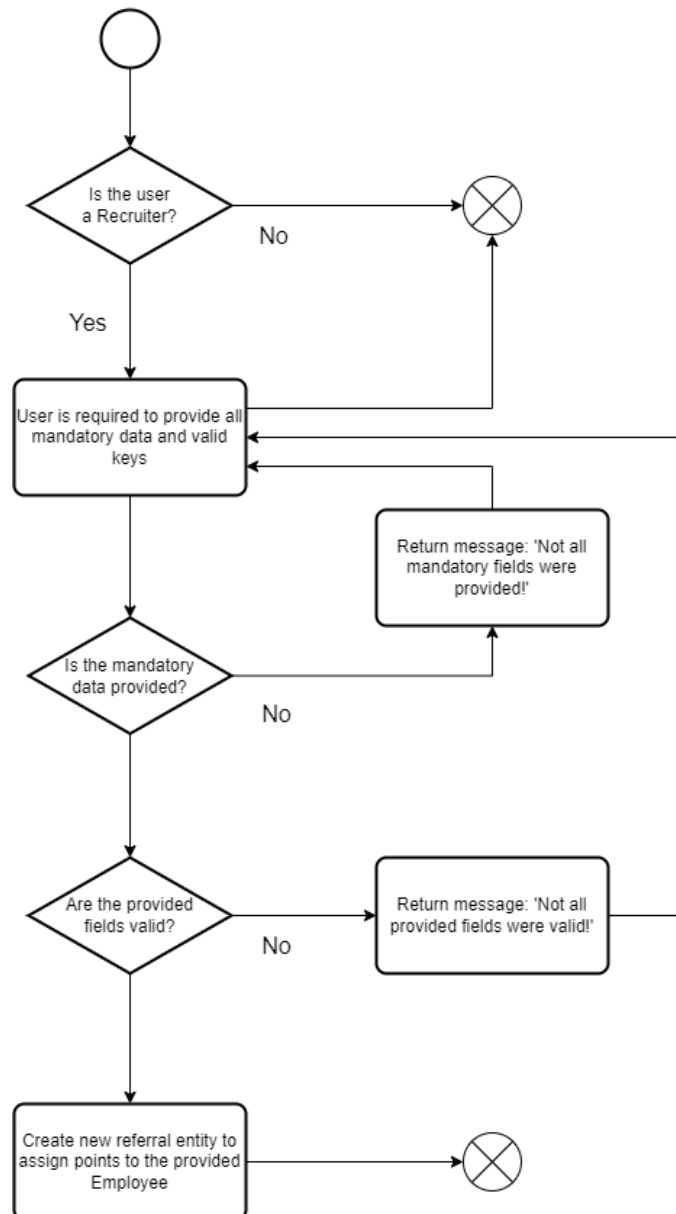 Is the user
a Recruiter?
No
Yes
User is required to provide all
mandatory data and valid
keys
Return message: 'Not all
mandatory fields were
provided!'
Is the mandatory
data provided?
No
Are the provided
fields valid?
No
Return message: 'Not all
provided fields were valid!'
Create new referral entity to
assign points to the provided
Employee